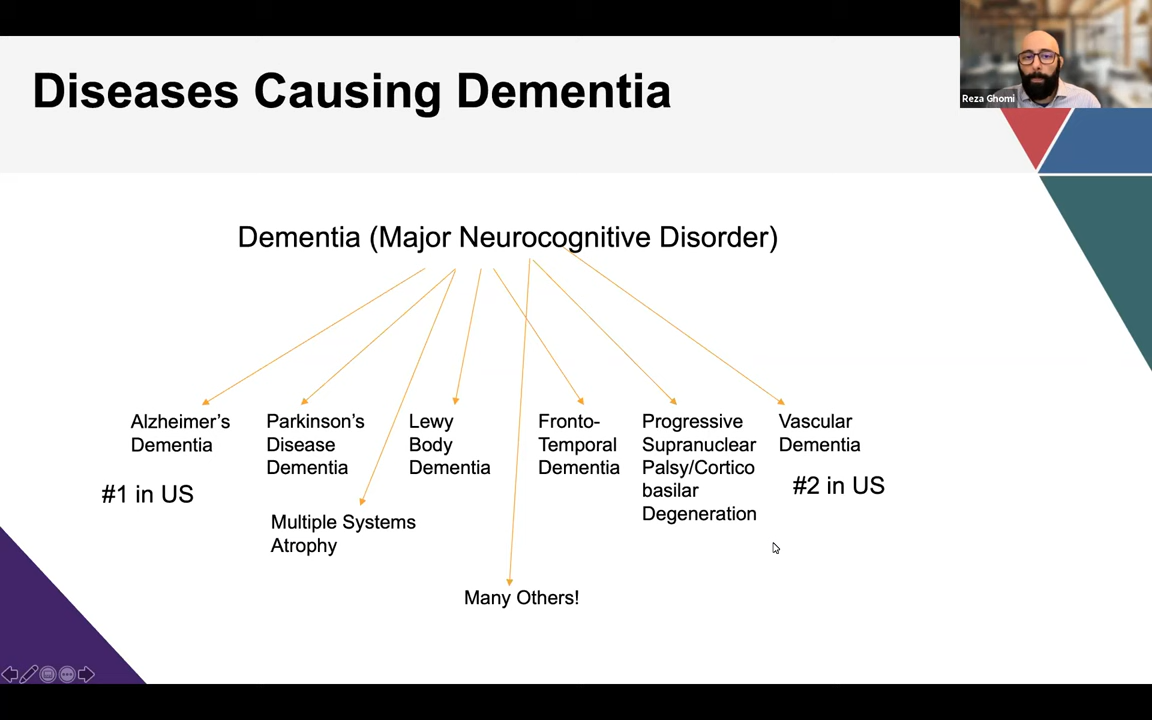 Diseases Causing Dementia
Reza Ghomi
Dementia (Major Neurocognitive Disorder)
Alzheimer's
Dementia
#1 in US
Parkinson's
Disease
Dementia
Multiple Systems
Atrophy
Lewy
Body
Dementia
Many Others!
Fronto-
Temporal
Dementia
Progressive
Supranuclear
Palsy/Cortico
basilar
Degeneration
Vascular
Dementia
#2 in US